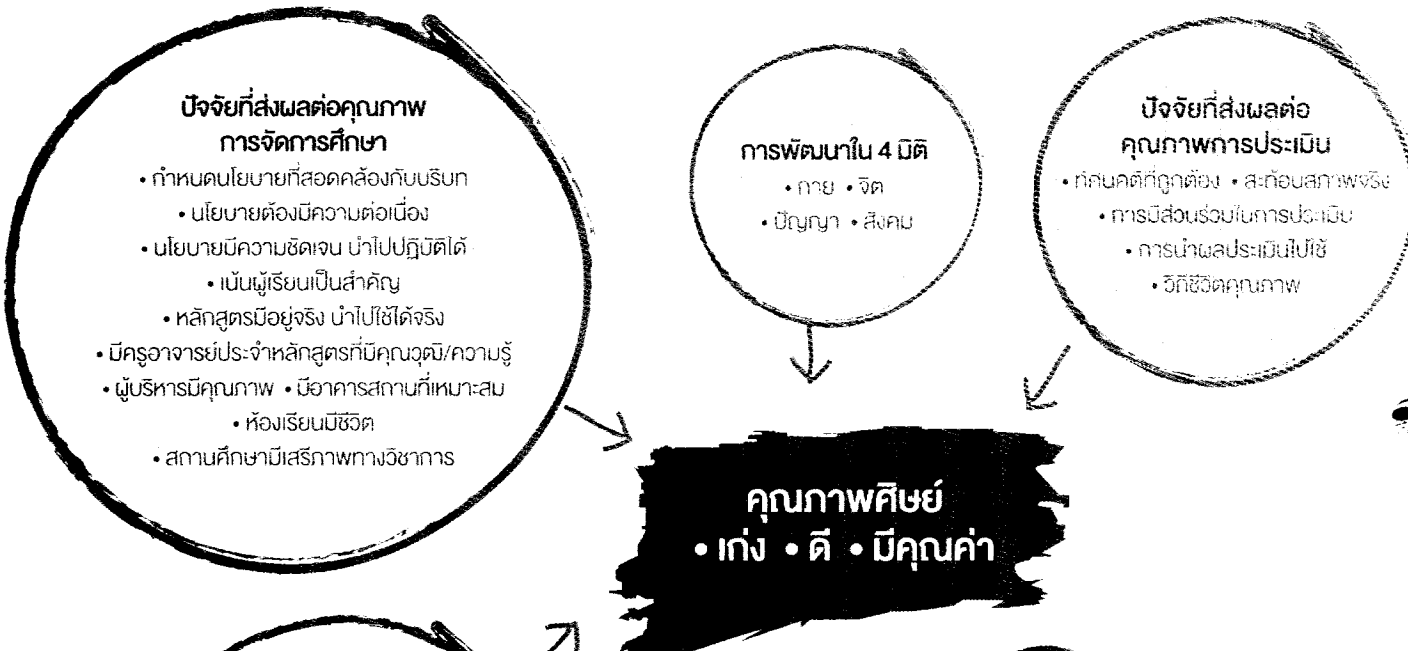 ปัจจัยที่ส่งผลต่อคุณภาพ
การจัดการศึกษา
• กำหนดนโยบายที่สอดคล้องกับบริบท
• นโยบายต้องมีความต่อเนื่อง
• นโยบายมีความชัดเจน นำไปปฏิบัติได้
• เน้นผู้เรียนเป็นสำคัญ
• หลักสูตรมีอยู่จริง นำไปใช้ได้จริง
• มีครูอาจารย์ประจำหลักสูตรที่มีคุณวุฒิ/ความรู้
• ผู้บริหารมีคุณภาพ • มีอาคารสถานที่เหมาะสม
• ห้องเรียนมีชีวิต
• สถานศึกษามีเสรีภาพทางวิชาการ
การพัฒนาใน 4 มิติ
• กาย • จิต
• ปัญญา • สังคม
ปัจจัยที่ส่งผลต่อ
คุณภาพการประเมิน
• ทัศนคติที่ถูกต้อง • สะท้อนสภาพจริง
• การมีส่วนร่วมในการประเมิน
• การนำผลประเมินไปใช้
• วิถีชีวิตคุณภาพ
คุณภาพศิษย์
• เก่ง • ดี • มีคุณค่า